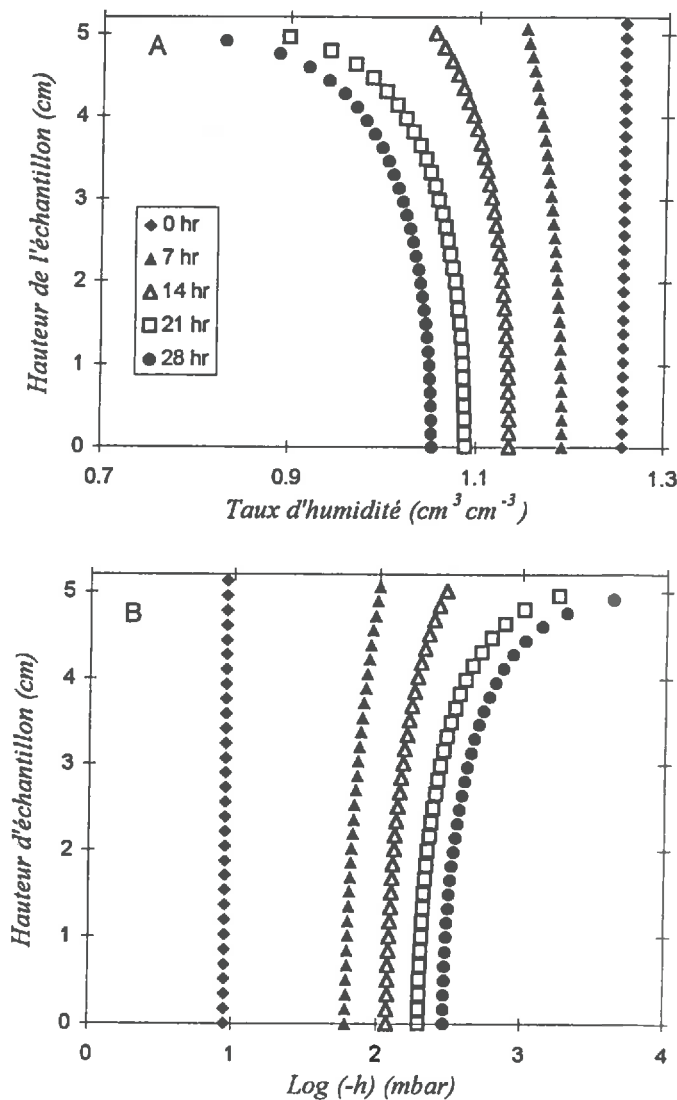 5
4
3
2
1
0
Hauteur de l'échantillon (cm)
A
0 hr
7 hr
14 hr
21 hr
28 hr
0.7 0.9 1.1 1.3
Taux d'humidité (cm³ cm⁻³)
5
4
3
2
1
0
Hauteur d'échantillon (cm)
B
0 1 2 3 4
Log (-h) (mbar)